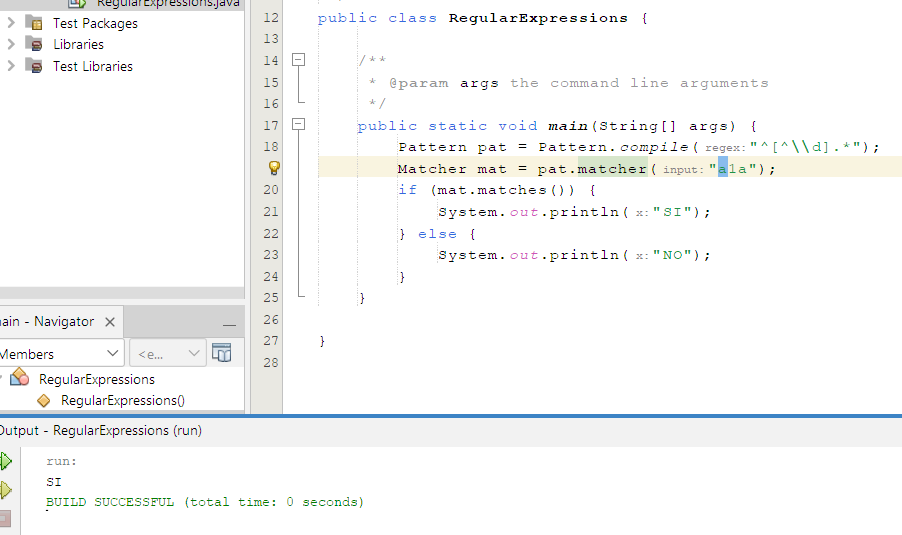 RegularExpressions.java
Test Packages
Libraries
Test Libraries
12 public class RegularExpressions {
13
14 /**
15 * @param args the command line arguments
16 */
17 public static void main(String[] args) {
18 Pattern pat = Pattern.compile( regex: "^[^\\d].*");
Matcher mat = pat.matcher( input: "a1a");
20 if (mat.matches()) {
21 System.out.println( x: "SI");
22 } else {
23 System.out.println( x: "NO");
24 }
25 }
26
27 }
28
ain - Navigator
Members
<e...
RegularExpressions
RegularExpressions()
Output - RegularExpressions (run)
run:
SI
BUILD SUCCESSFUL (total time: 0 seconds)